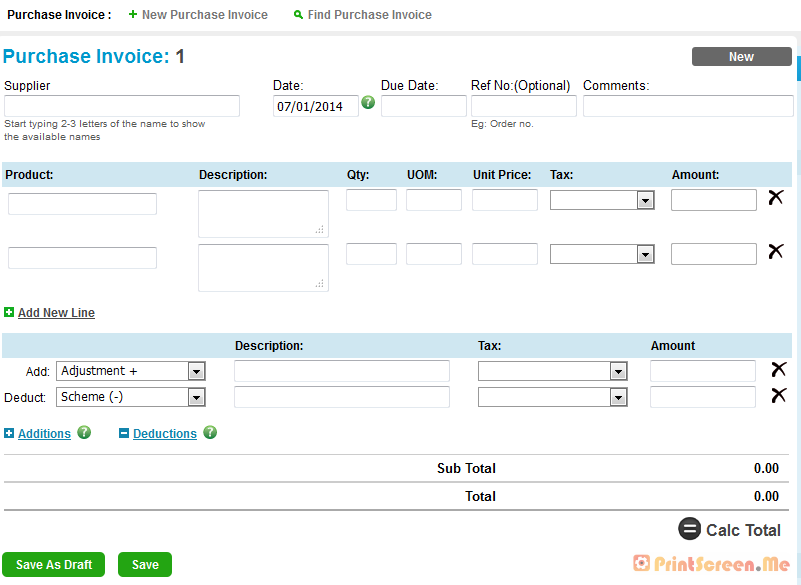 Purchase Invoice : New Purchase Invoice Find Purchase Invoice
Purchase Invoice: 1 New
Supplier Date: Due Date: Ref No:(Optional) Comments:
07/01/2014 ?
Start typing 2-3 letters of the name to show Eg: Order no.
the available names
Product: Description: Qty: UOM: Unit Price: Tax: Amount:
Add New Line
Description: Tax: Amount
Add: Adjustment +
Deduct: Scheme (-)
Additions ? Deductions ?
Sub Total 0.00
Total 0.00
Calc Total
Save As Draft Save PrintScreen.Me